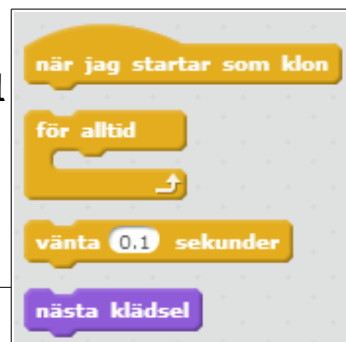 när jag startar som klon
för alltid
vänta 0.1 sekunder
nästa klädsel